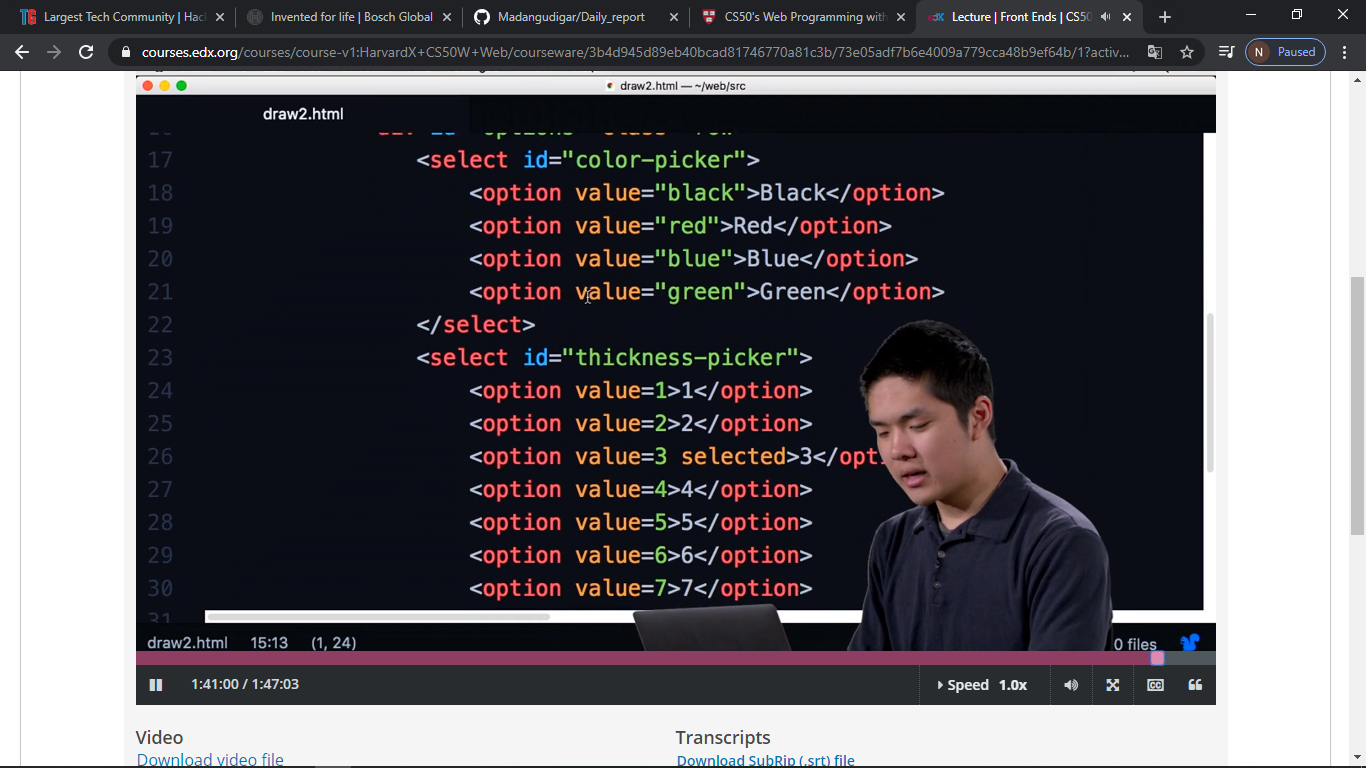 Largest Tech Community | Hac
Invented for life | Bosch Global
Madangudigar/Daily_report
CS50's Web Programming with
Lecture | Front Ends | CS50
courses.edx.org/courses/course-v1:HarvardX+CS50W+Web/courseware/3b4d945d89eb40bcad81746770a81c3b/73e05adf7b6e4009a779cca48b9ef64b/1?activ...
N Paused
draw2.html — ~/web/src
draw2.html
17 <select id="color-picker">
18 <option value="black">Black</option>
19 <option value="red">Red</option>
20 <option value="blue">Blue</option>
21 <option value="green">Green</option>
22 </select>
23 <select id="thickness-picker">
24 <option value=1>1</option>
25 <option value=2>2</option>
26 <option value=3 selected>3</opti
27 <option value=4>4</option>
28 <option value=5>5</option>
29 <option value=6>6</option>
30 <option value=7>7</option>
31
draw2.html 15:13 (1, 24) 0 files
1:41:00 / 1:47:03 Speed 1.0x CC
Video Transcripts
Download video file Download SubRip (.srt) file